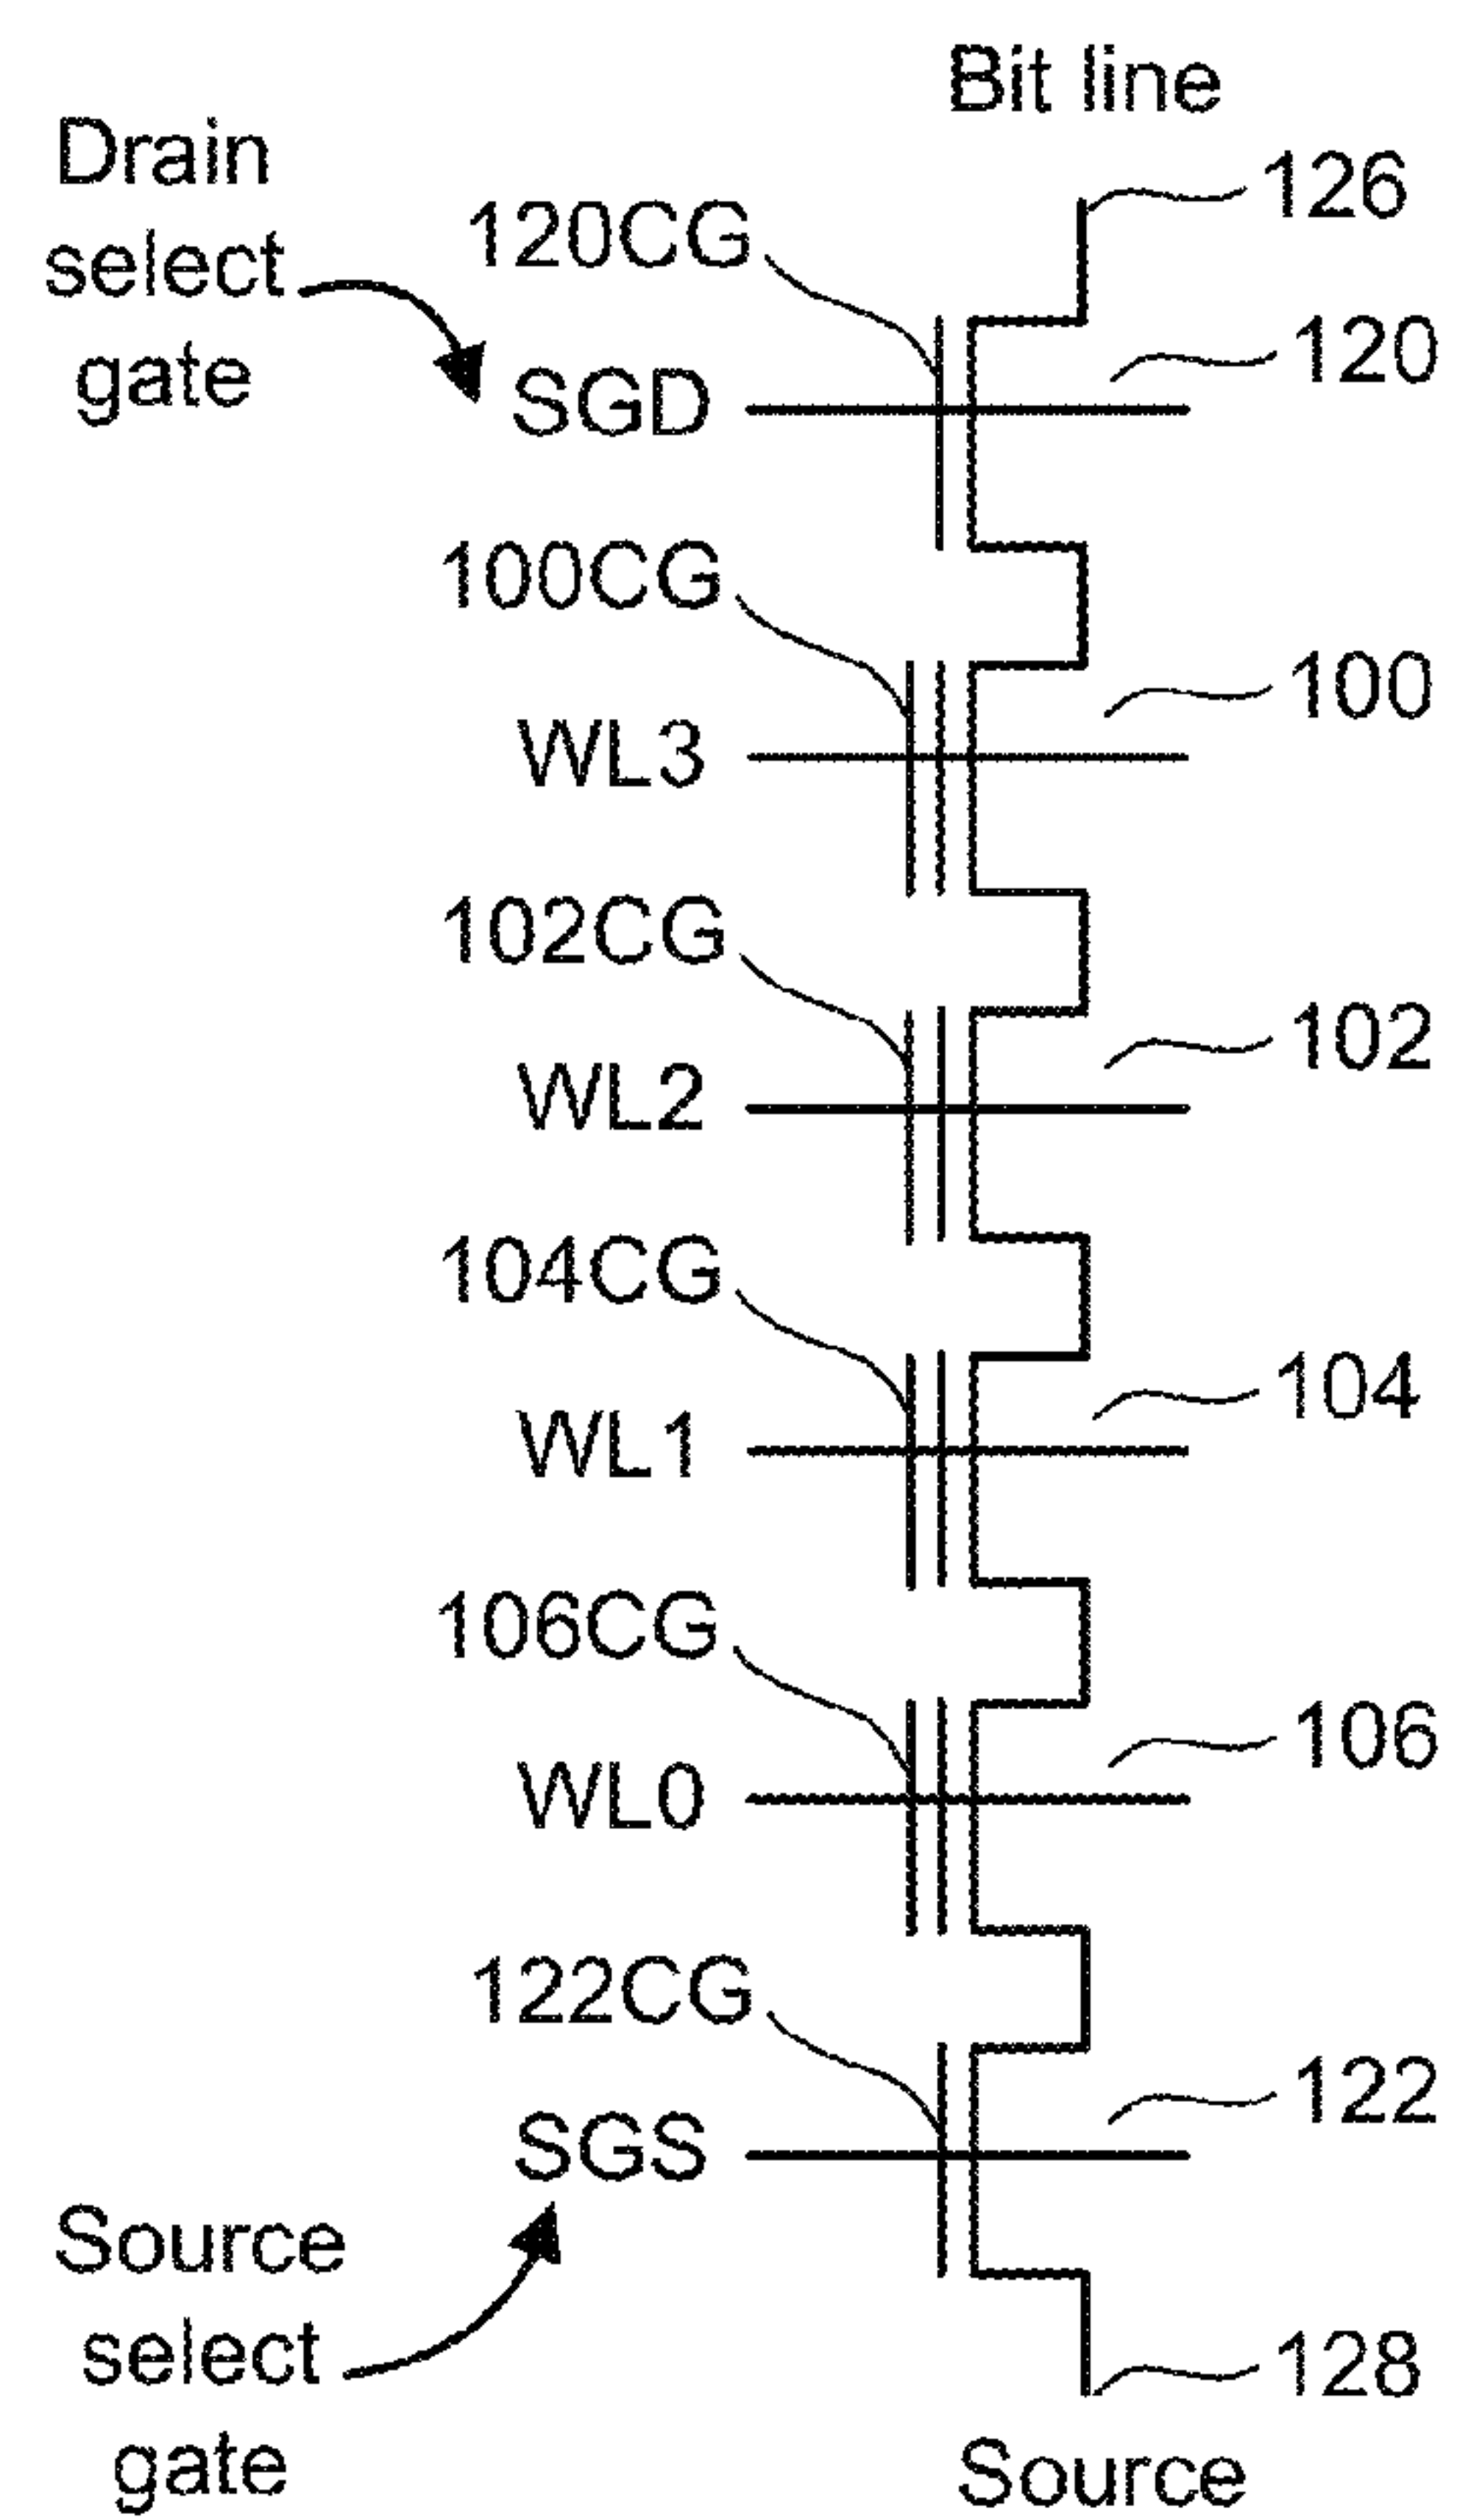 Bit line
126
Drain
select
gate
120CG
120
SGD
100CG
100
WL3
102CG
102
WL2
104CG
104
WL1
106CG
106
WL0
122CG
122
SGS
Source
select
gate
128
Source